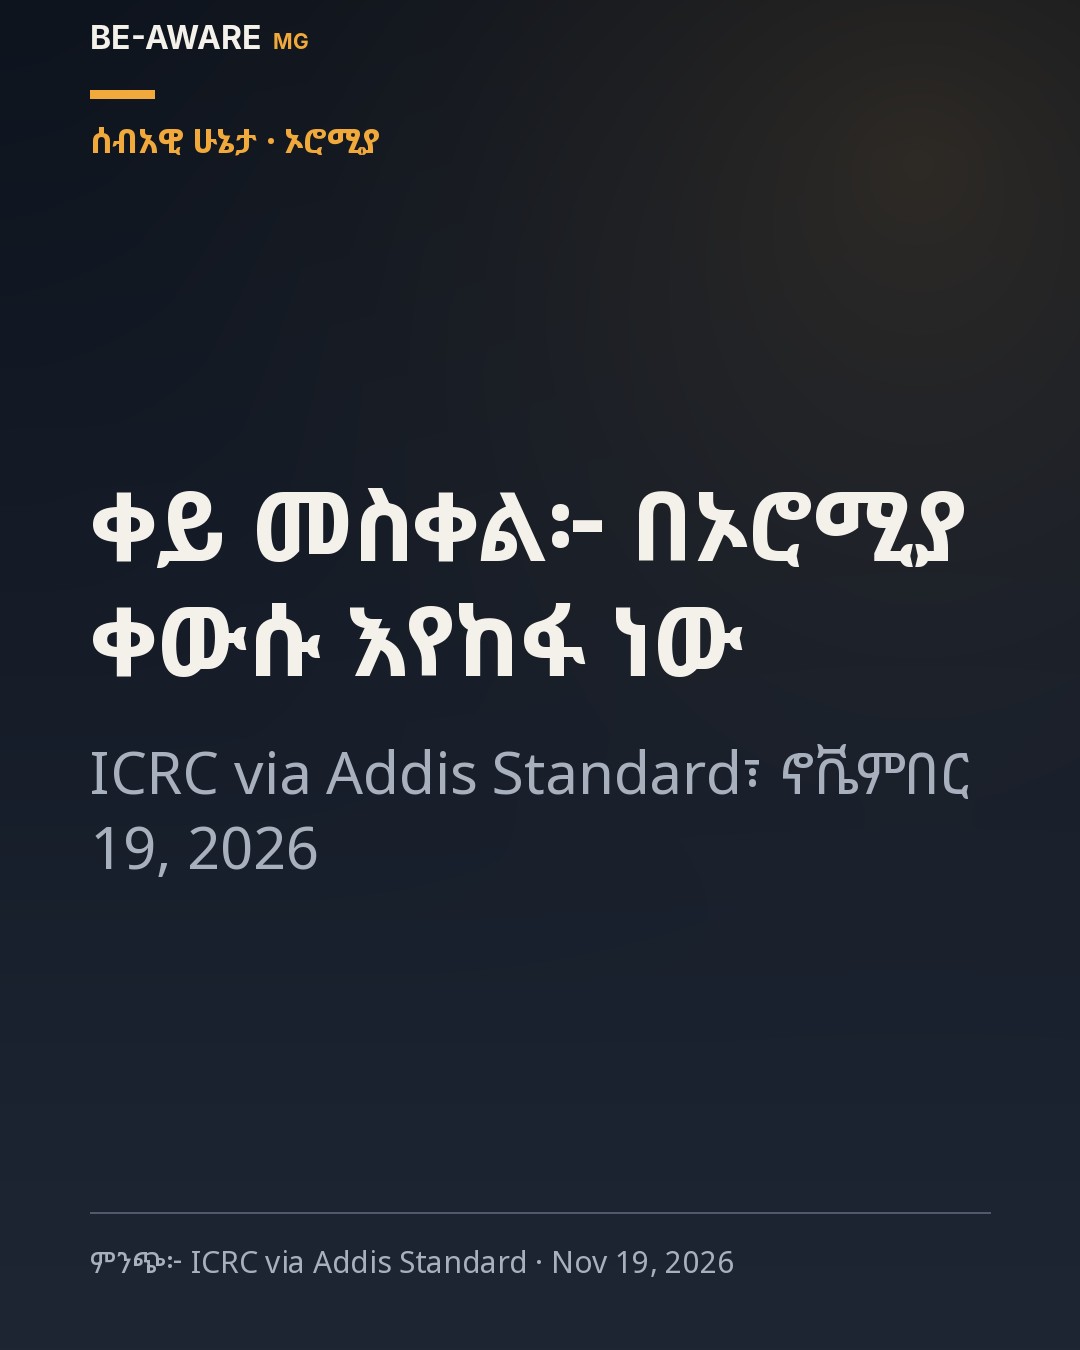 BE-AWARE MG
ሰብአዊ ሁኔታ · ኦሮሚያ
ቀይ መስቀል፦ በኦሮሚያ
ቀውሱ እየከፋ ነው
ICRC via Addis Standard፣ ኖቬምበር
19, 2026
ምንጭ፦ ICRC via Addis Standard · Nov 19, 2026